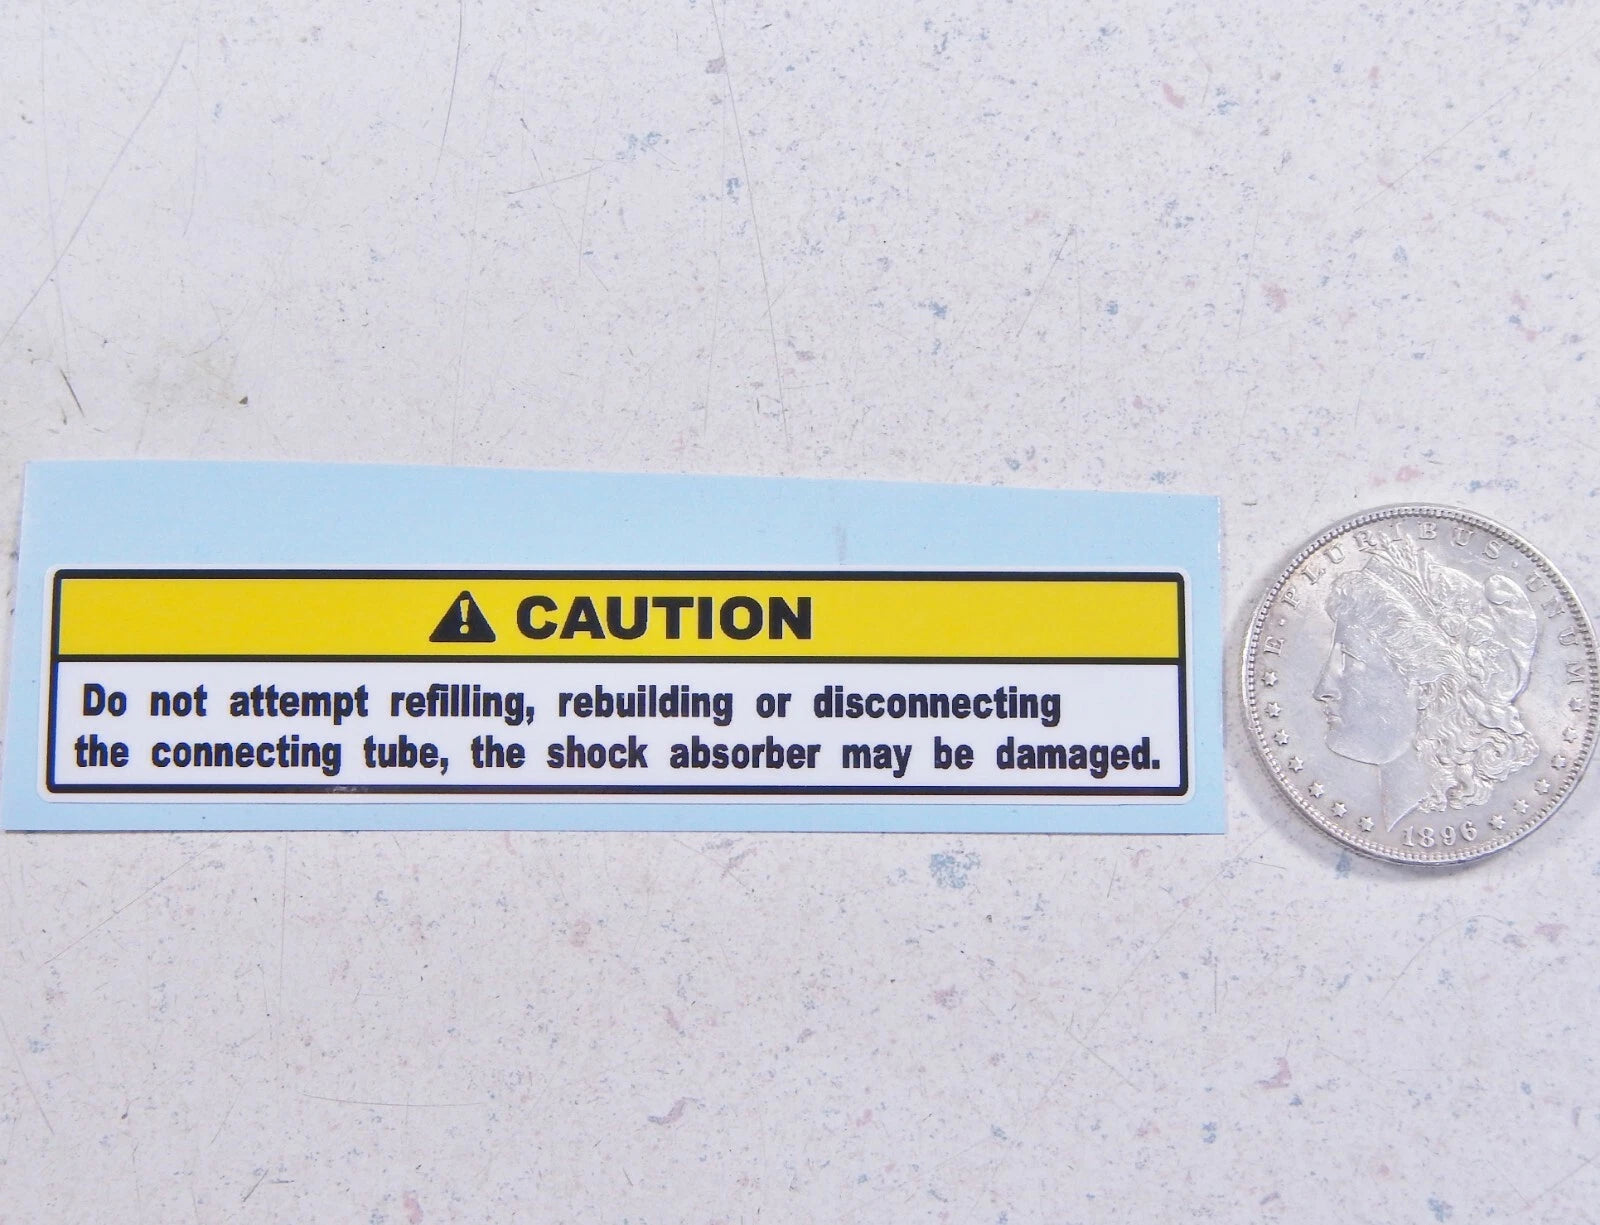 CAUTION
Do not attempt refilling, rebuilding or disconnecting
the connecting tube, the shock absorber may be damaged.
E·PLURIBUS·UNUM
1896